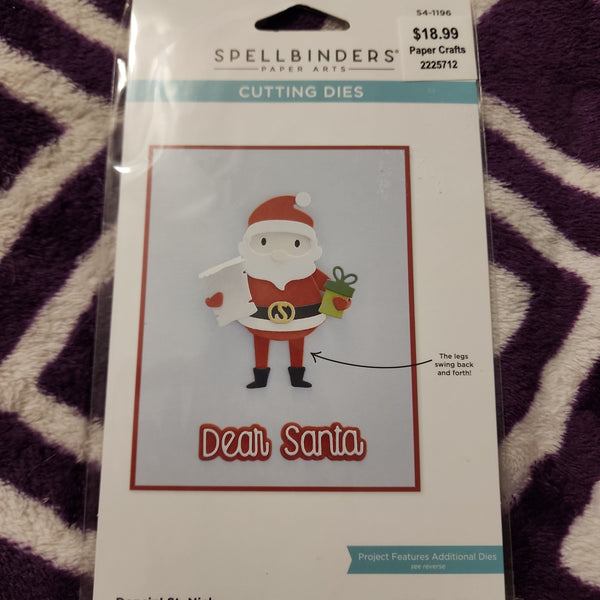 S4-1196
$18.99
Paper Crafts
2225712
SPELLBINDERS®
PAPER ARTS
CUTTING DIES
S
The legs
swing back
and forth!
Dear Santa
Project Features Additional Dies
see reverse